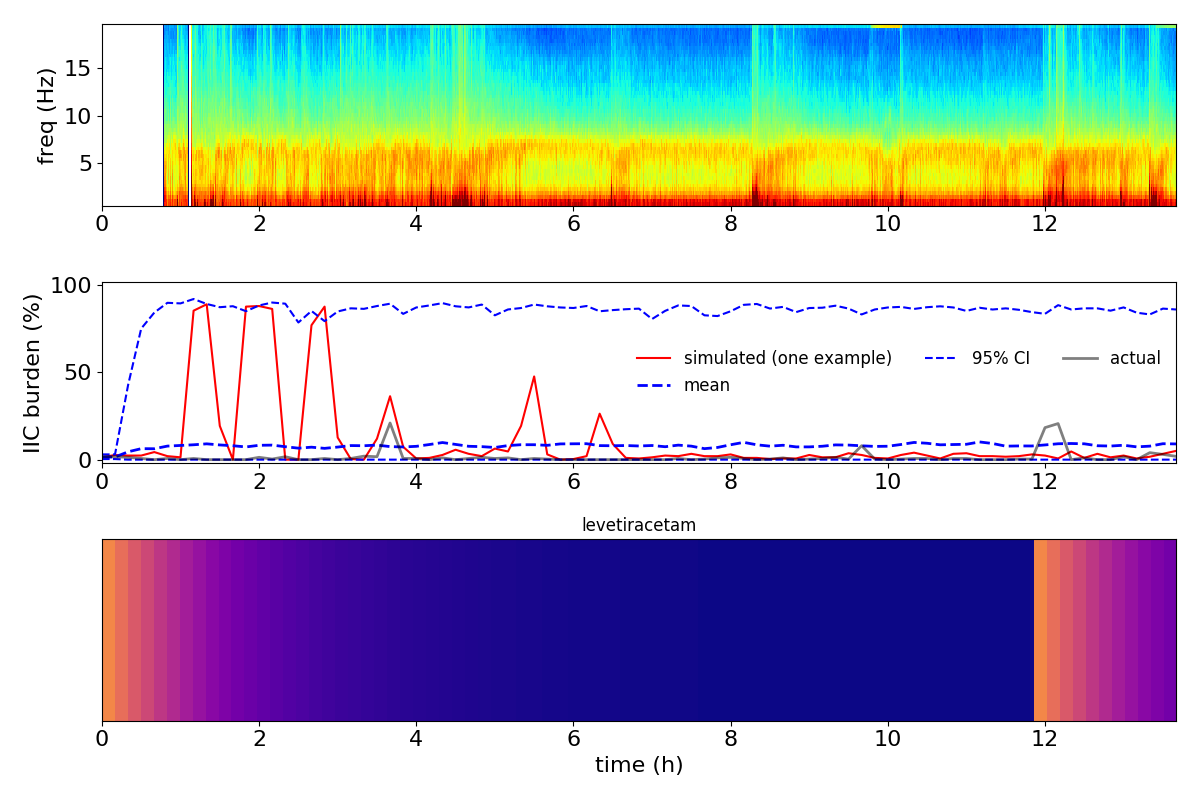 freq (Hz)
15
10
5
0 2 4 6 8 10 12
IIC burden (%)
100
50
0
simulated (one example) 95% CI actual
mean
0 2 4 6 8 10 12
levetiracetam
0 2 4 6 8 10 12
time (h)